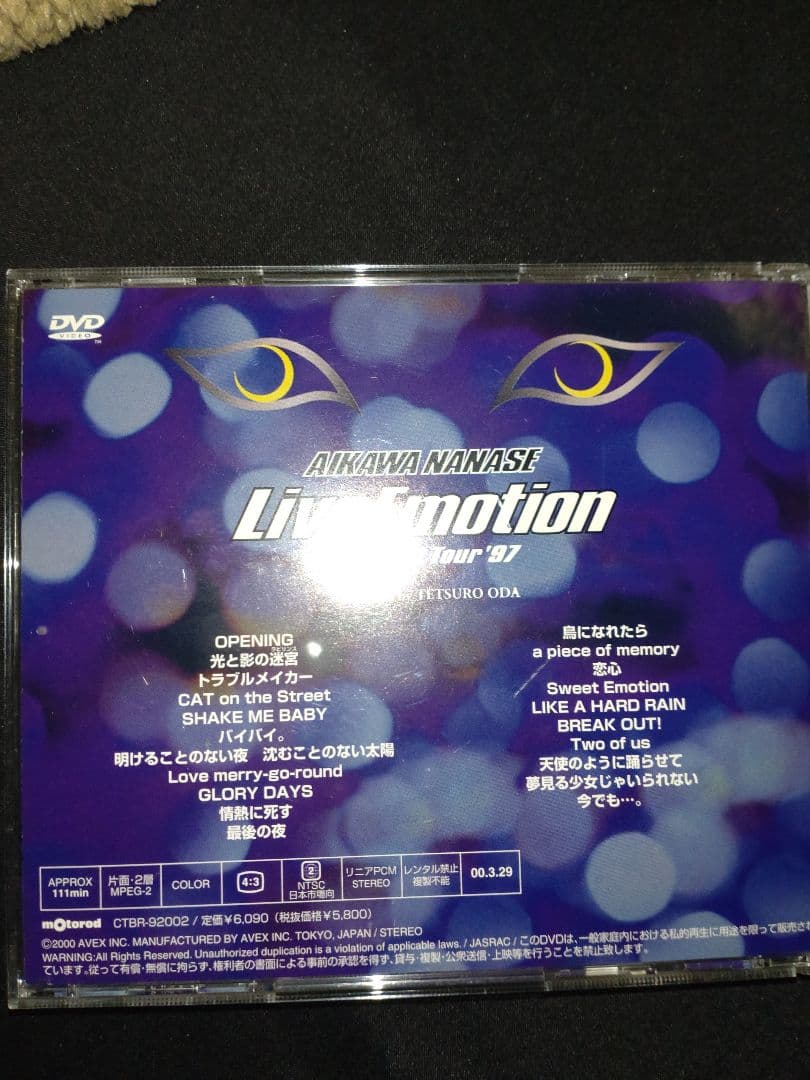 DVD
VIDEO
TM
AIKAWA NANASE
Live Emotion
Tour '97
TETSURO ODA
OPENING
光と影の迷宮
ラビリンス
トラブルメイカー
CAT on the Street
SHAKE ME BABY
バイバイ。
明けることのない夜 沈むことのない太陽
Love merry-go-round
GLORY DAYS
情熱に死す
最後の夜
鳥になれたら
a piece of memory
恋心
Sweet Emotion
LIKE A HARD RAIN
BREAK OUT!
Two of us
天使のように踊らせて
夢見る少女じゃいられない
今でも…。
APPROX 111min
片面・2層 MPEG-2
COLOR
4:3
2 NTSC 日本市場向
リニアPCM STEREO
レンタル禁止 複製不能
00.3.29
motorod CTBR-92002 / 定価¥6,090 (税抜価格¥5,800)
©2000 AVEX INC. MANUFACTURED BY AVEX INC. TOKYO, JAPAN / STEREO
WARNING:All Rights Reserved. Unauthorized duplication is a violation of applicable laws. / JASRAC / このDVDは、一般家庭内における私的再生に用途を限って販売され
ています。従って有償・無償に拘らず、権利者の書面による事前の承認を得ず、貸与・複製・公衆送信・上映等を行うことを禁止致します。